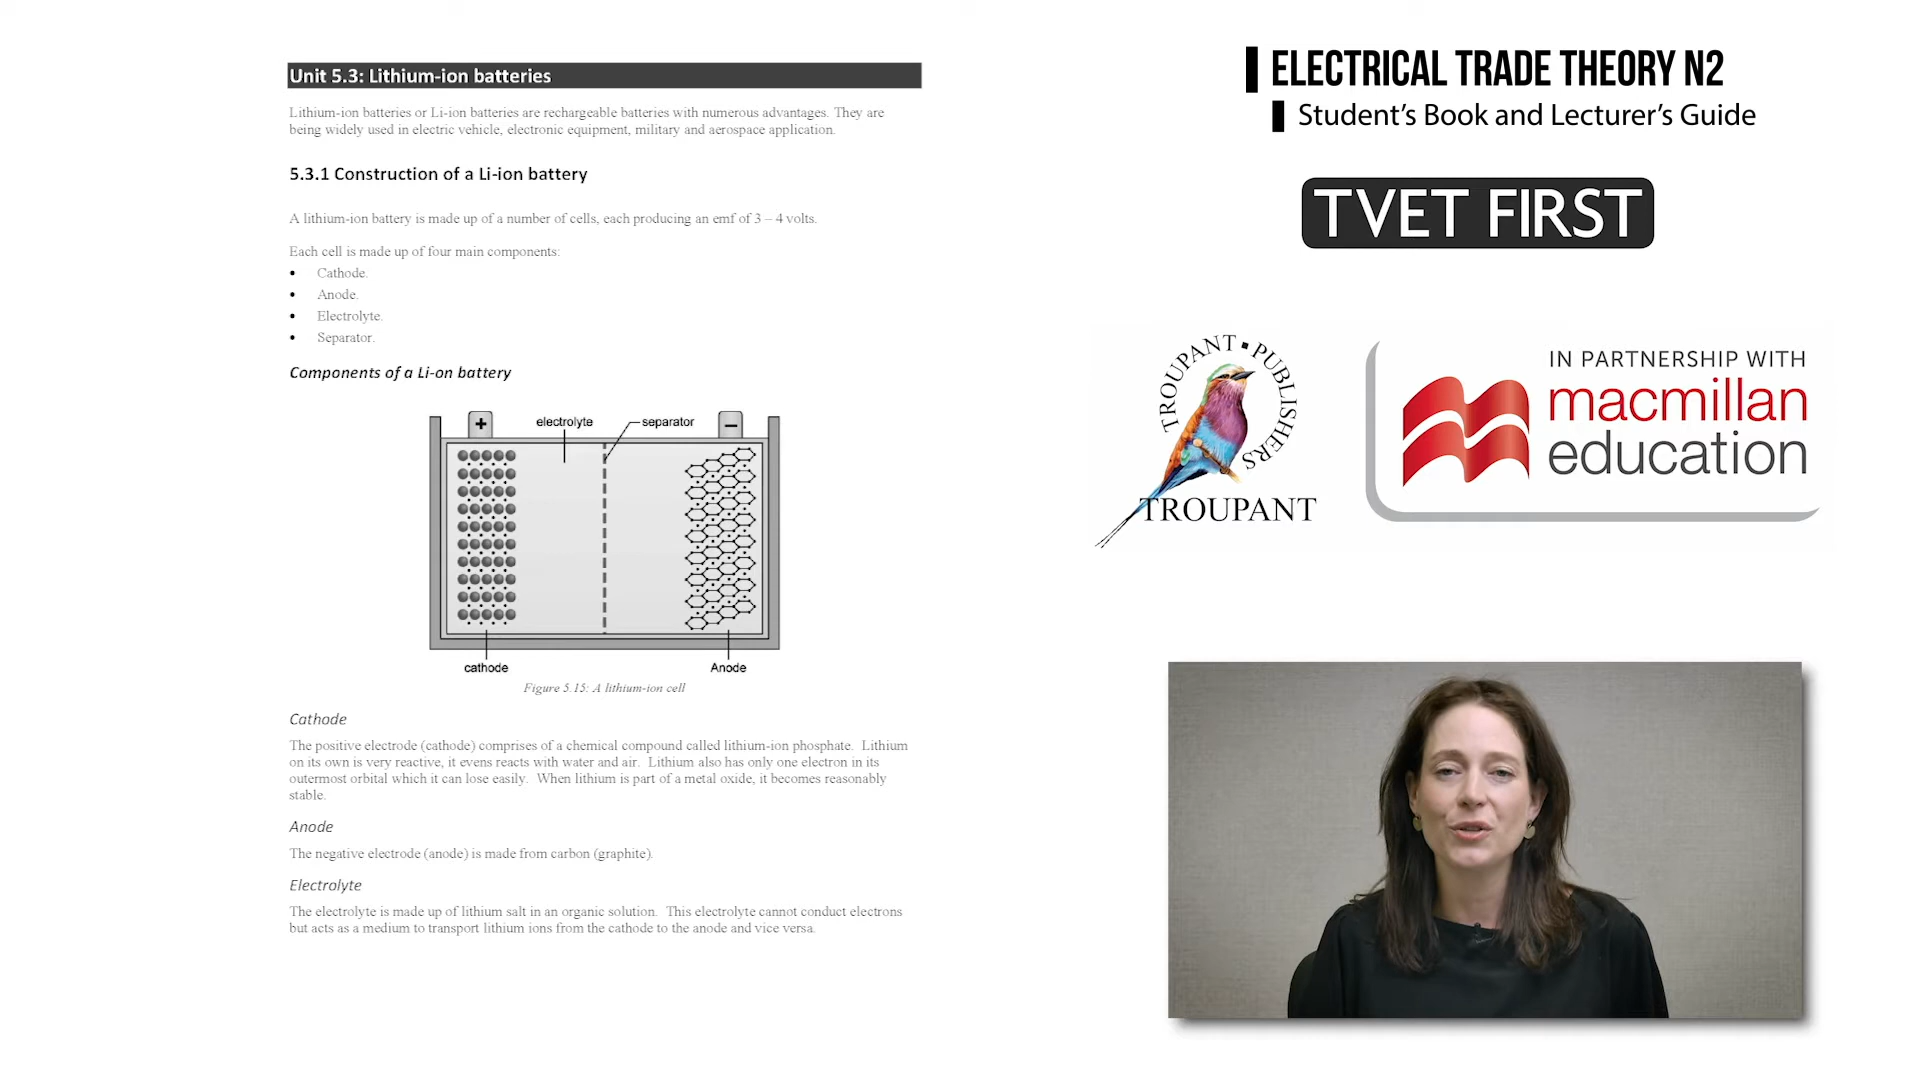 Unit 5.3: Lithium-ion batteries
Lithium-ion batteries or Li-ion batteries are rechargeable batteries with numerous advantages. They are
being widely used in electric vehicle, electronic equipment, military and aerospace application.
5.3.1 Construction of a Li-ion battery
A lithium-ion battery is made up of a number of cells, each producing an emf of 3 – 4 volts.
Each cell is made up of four main components:
• Cathode.
• Anode.
• Electrolyte.
• Separator.
Components of a Li-on battery
+
electrolyte
separator
–
cathode
Anode
Figure 5.15: A lithium-ion cell
Cathode
The positive electrode (cathode) comprises of a chemical compound called lithium-ion phosphate. Lithium
on its own is very reactive, it evens reacts with water and air. Lithium also has only one electron in its
outermost orbital which it can lose easily. When lithium is part of a metal oxide, it becomes reasonably
stable.
Anode
The negative electrode (anode) is made from carbon (graphite).
Electrolyte
The electrolyte is made up of lithium salt in an organic solution. This electrolyte cannot conduct electrons
but acts as a medium to transport lithium ions from the cathode to the anode and vice versa.
ELECTRICAL TRADE THEORY N2
Student's Book and Lecturer's Guide
TVET FIRST
TROUPANT ▪ PUBLISHERS
TROUPANT
IN PARTNERSHIP WITH
macmillan
education